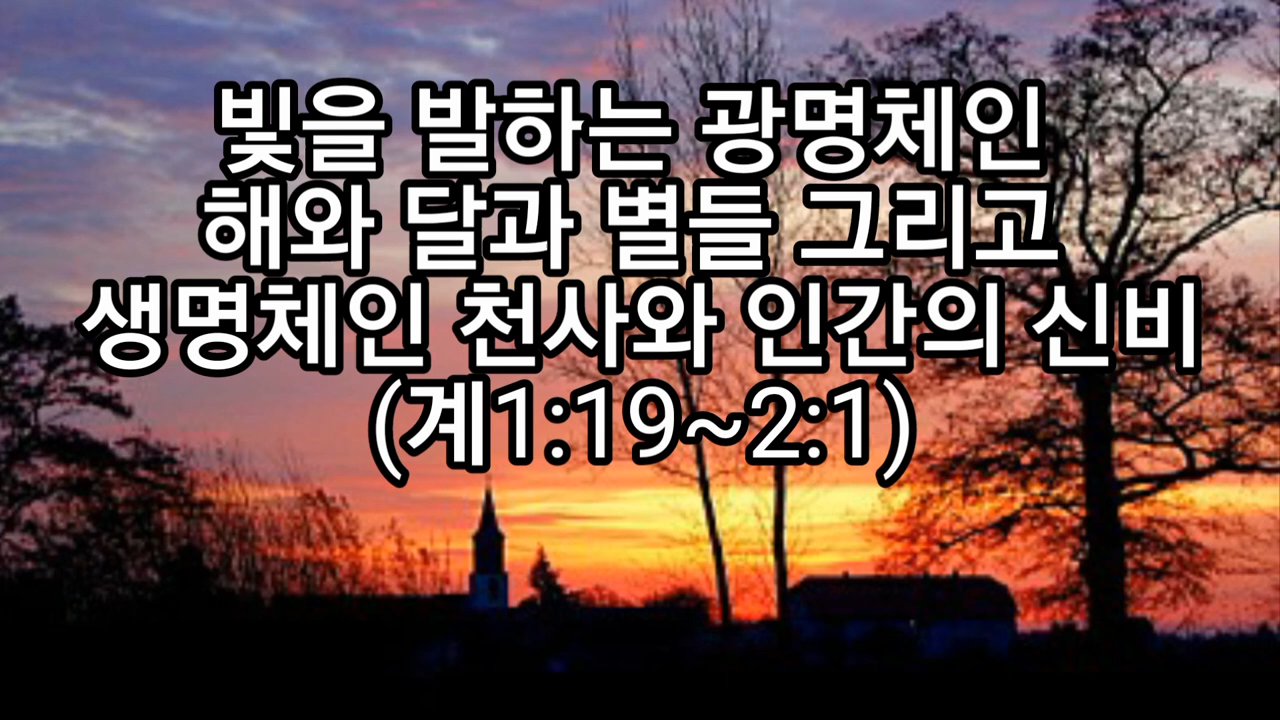 빛을 발하는 광명체인
해와 달과 별들 그리고
생명체인 천사와 인간의 신비
(계1:19~2:1)